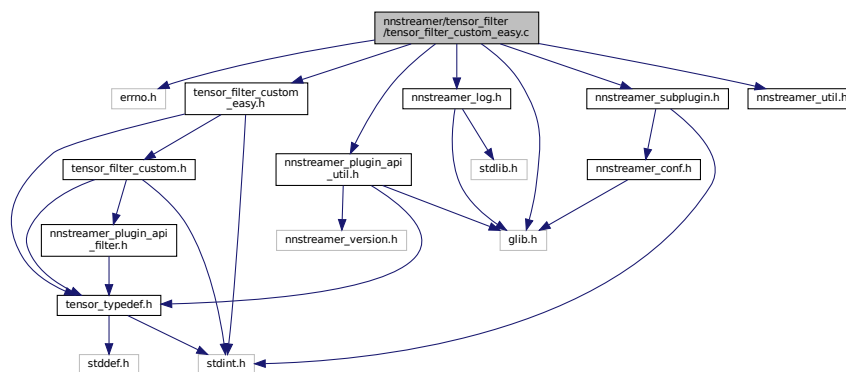 nnstreamer/tensor_filter
/tensor_filter_custom_easy.c
errno.h
tensor_filter_custom
_easy.h
nnstreamer_log.h
nnstreamer_subplugin.h
nnstreamer_util.h
tensor_filter_custom.h
nnstreamer_plugin_api
_util.h
stdlib.h
nnstreamer_conf.h
nnstreamer_plugin_api
_filter.h
nnstreamer_version.h
glib.h
tensor_typedef.h
stddef.h
stdint.h